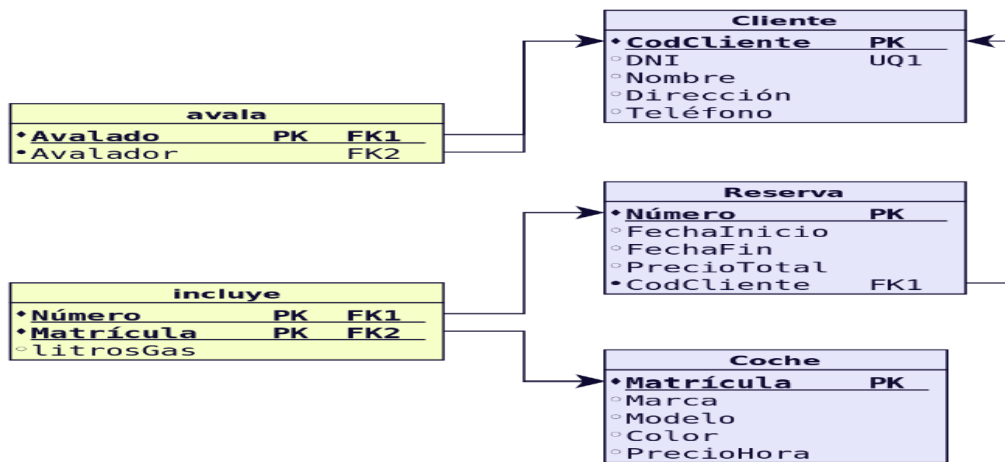 Cliente
CodCliente PK
DNI UQ1
Nombre
Dirección
Teléfono
avala
Avalado PK FK1
Avalador FK2
Reserva
Número PK
FechaInicio
FechaFin
PrecioTotal
CodCliente FK1
incluye
Número PK FK1
Matrícula PK FK2
litrosGas
Coche
Matrícula PK
Marca
Modelo
Color
PrecioHora